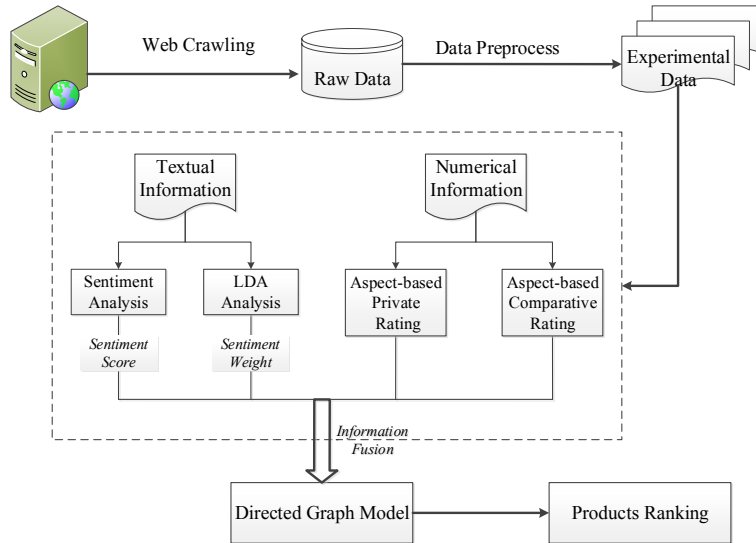 Web Crawling
Raw Data
Data Preprocess
Experimental
Data
Textual
Information
Numerical
Information
Sentiment
Analysis
LDA
Analysis
Aspect-based
Private
Rating
Aspect-based
Comparative
Rating
Sentiment
Score
Sentiment
Weight
Information
Fusion
Directed Graph Model
Products Ranking